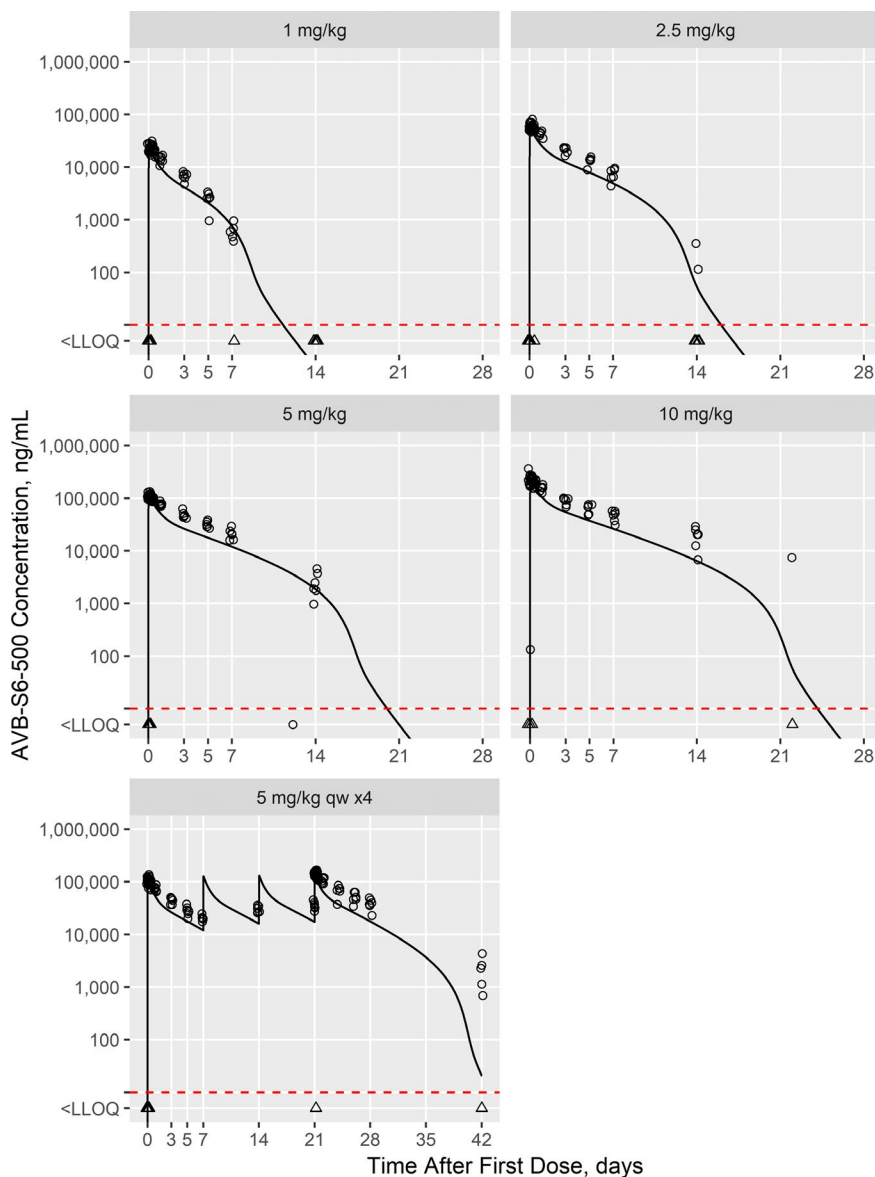 1 mg/kg 2.5 mg/kg
1,000,000
100,000
10,000
1,000
100
<LLOQ
0 3 5 7 14 21 28 0 3 5 7 14 21 28
5 mg/kg 10 mg/kg
1,000,000
100,000
10,000
1,000
100
<LLOQ
0 3 5 7 14 21 28 0 3 5 7 14 21 28
5 mg/kg qw x4
1,000,000
100,000
10,000
1,000
100
<LLOQ
0 3 5 7 14 21 28 35 42
AVB-S6-500 Concentration, ng/mL
Time After First Dose, days